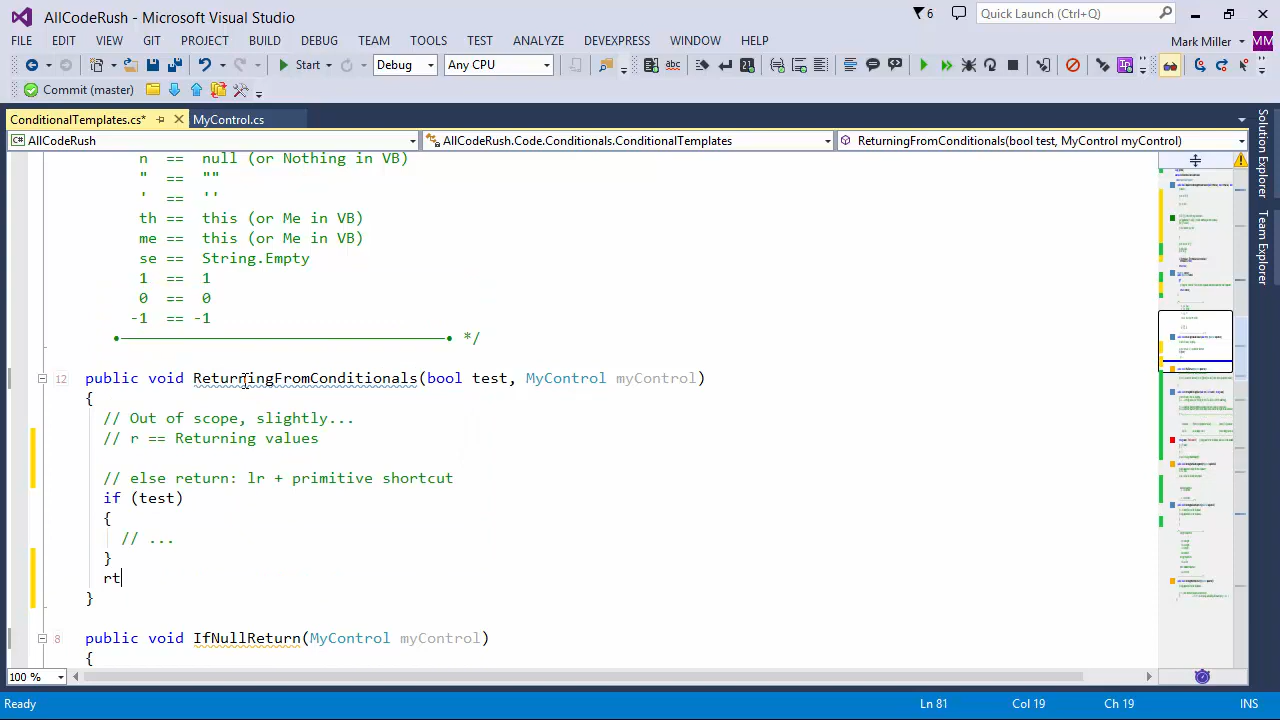 AllCodeRush - Microsoft Visual Studio
6
Quick Launch (Ctrl+Q)
FILE EDIT VIEW GIT PROJECT BUILD DEBUG TEAM TOOLS TEST ANALYZE DEVEXPRESS WINDOW HELP
Mark Miller MM
Start Debug Any CPU abc
Commit (master)
ConditionalTemplates.cs* MyControl.cs
AllCodeRush AllCodeRush.Code.Conditionals.ConditionalTemplates ReturningFromConditionals(bool test, MyControl myControl)
Solution Explorer
Team Explorer
n == null (or Nothing in VB)
" == ""
' == ''
th == this (or Me in VB)
me == this (or Me in VB)
se == String.Empty
1 == 1
0 == 0
-1 == -1
*/
12 public void ReturningFromConditionals(bool , MyControl myControl)
{
// Out of scope slightly ...
// r == Returning values
// else return: lr + primitive shortcut
if (test)
{
// ...
}
rt
}
8 public void IfNullReturn(MyControl myControl)
{
100 %
Ready Ln 81 Col 19 Ch 19 INS